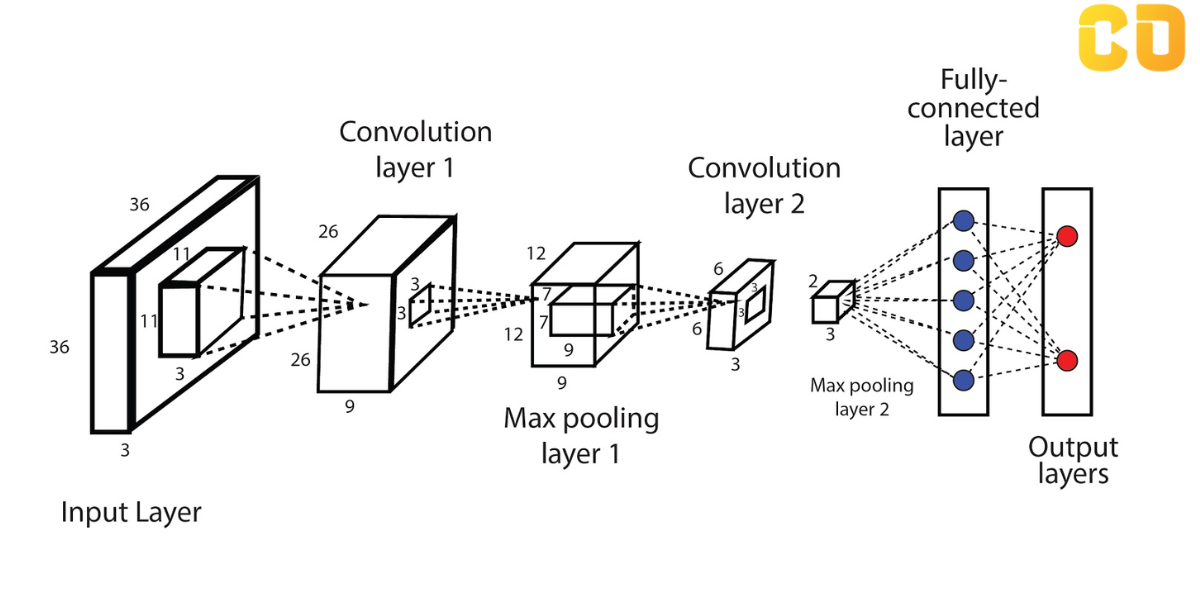 CD
Fully-
connected
layer
Convolution
layer 1
Convolution
layer 2
36
11
11
3
36
3
Input Layer
26
3
3
26
9
12
7
7
12
9
9
Max pooling
layer 1
6
3
3
6
3
2
3
Max pooling
layer 2
Output
layers